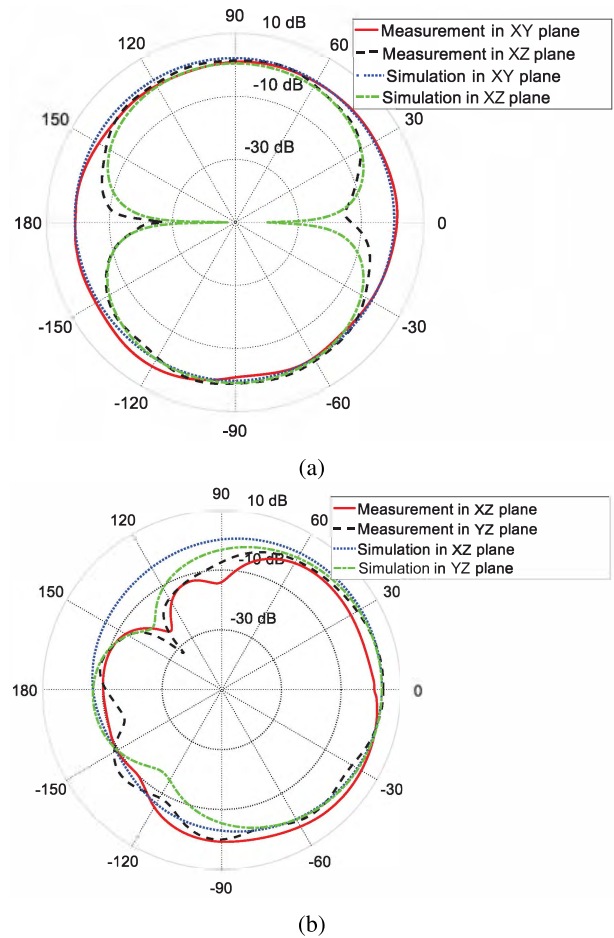 90
10 dB
120
60
-10 dB
150
30
-30 dB
180
0
-150
-30
-120
-60
-90
Measurement in XY plane
Measurement in XZ plane
Simulation in XY plane
Simulation in XZ plane
(a)
90
10 dB
120
60
-10 dB
150
30
-30 dB
180
0
-150
-30
-120
-60
-90
Measurement in XZ plane
Measurement in YZ plane
Simulation in XZ plane
Simulation in YZ plane
(b)